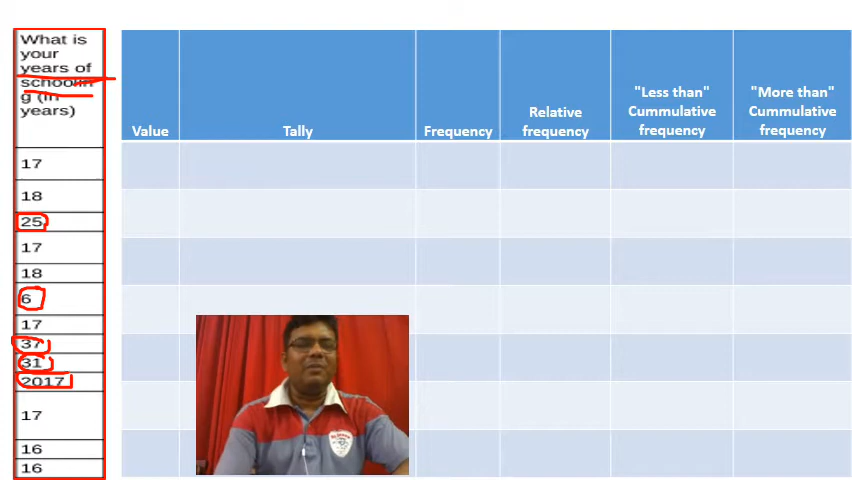 What is
your
years of
schoolin
g (in
years)
17
18
25
17
18
6
17
37
31
2017
17
16
16
Value
Tally
Frequency
Relative
frequency
"Less than"
Cummulative
frequency
"More than"
Cummulative
frequency